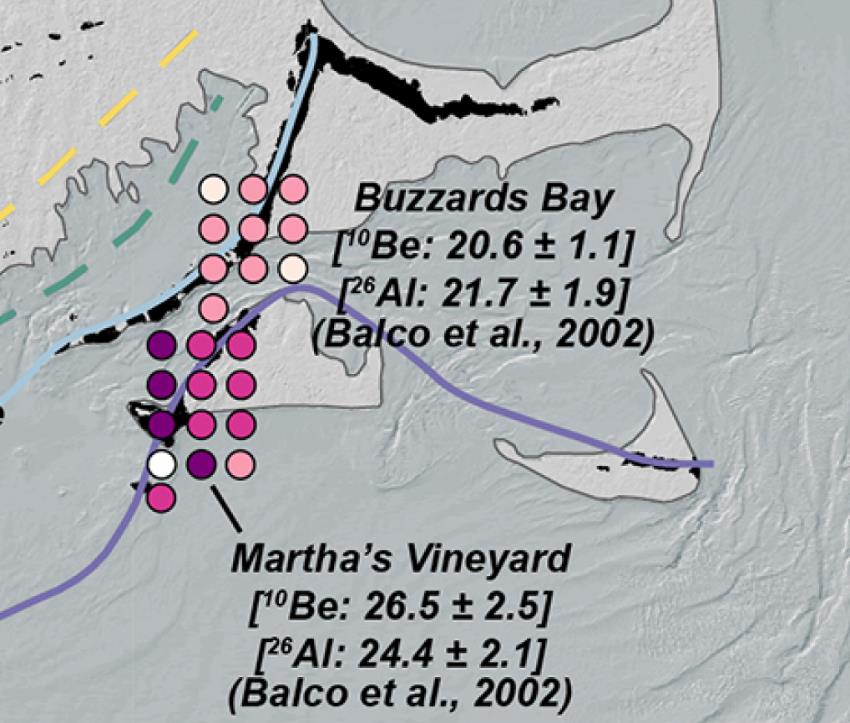 Buzzards Bay
[¹⁰Be: 20.6 ± 1.1]
[²⁶Al: 21.7 ± 1.9]
(Balco et al., 2002)
Martha's Vineyard
[¹⁰Be: 26.5 ± 2.5]
[²⁶Al: 24.4 ± 2.1]
(Balco et al., 2002)